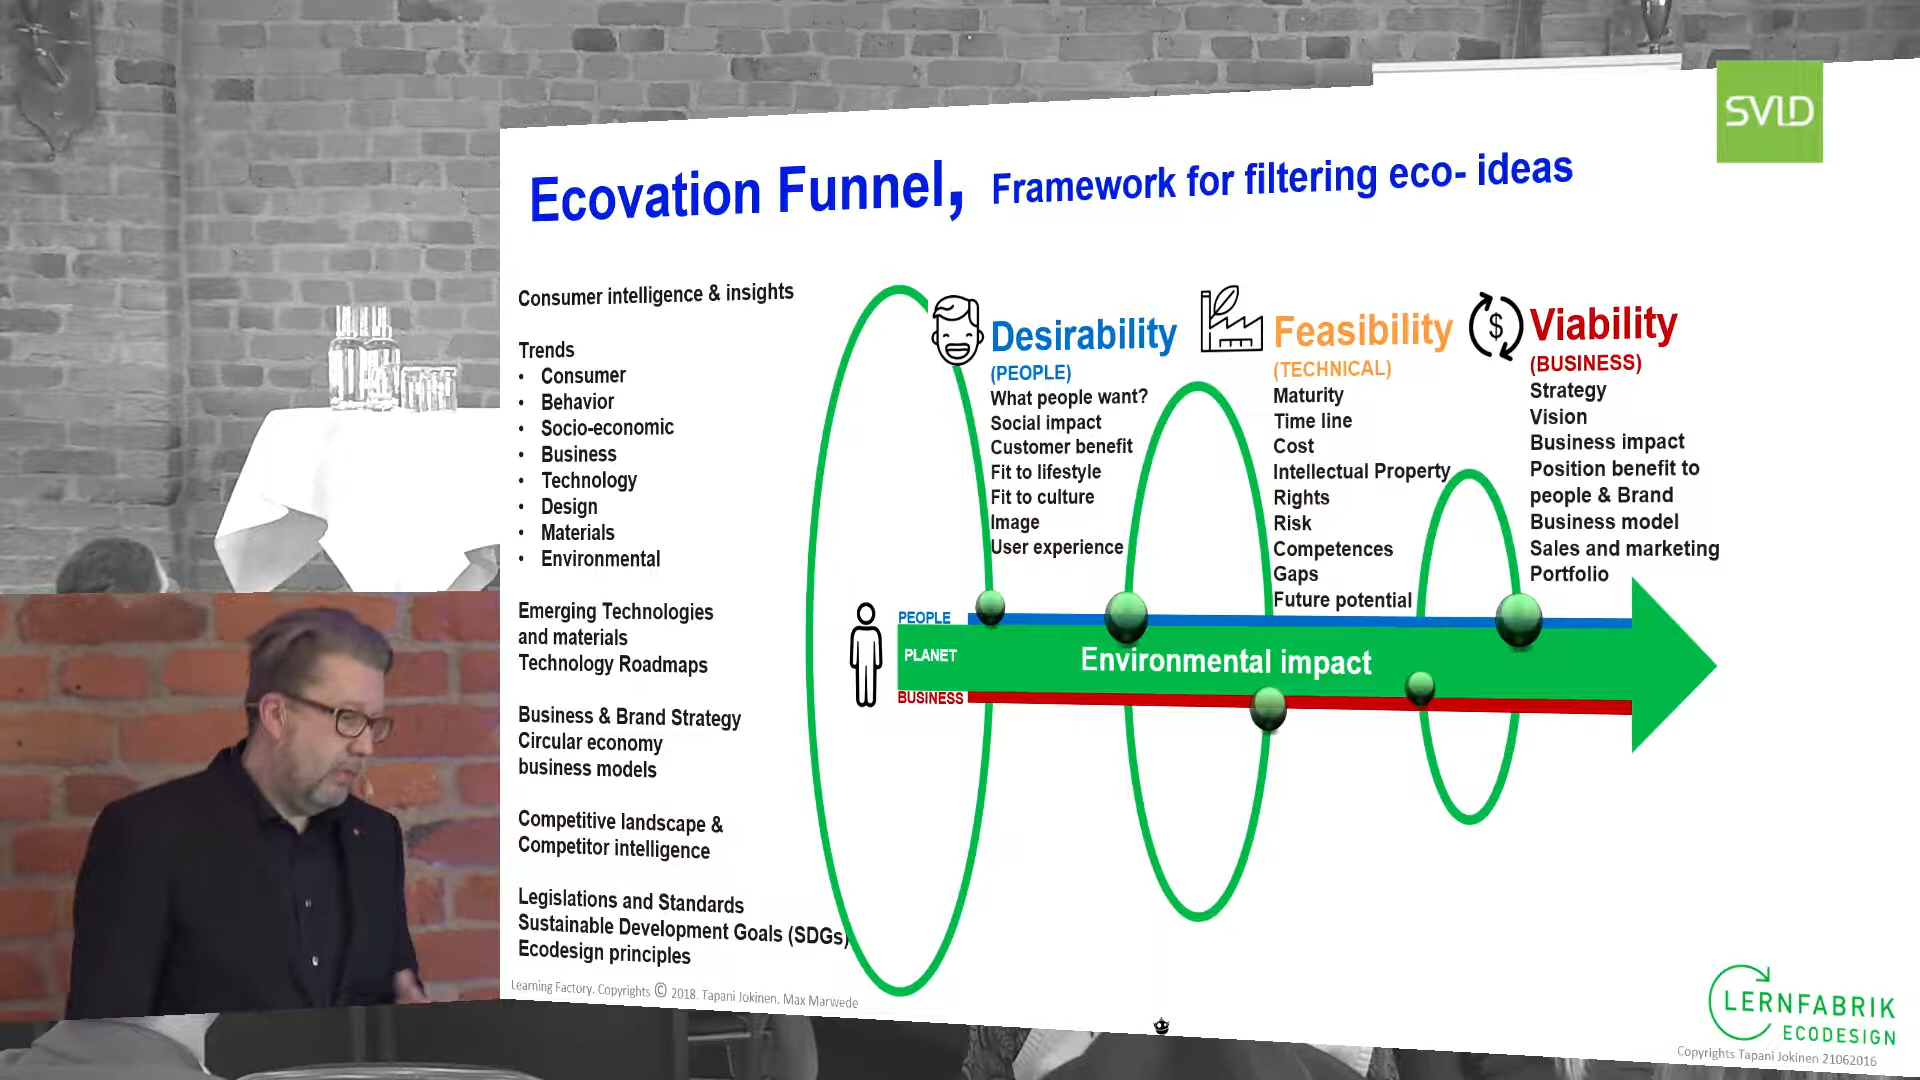 SVID
Ecovation Funnel, Framework for filtering eco- ideas
Consumer intelligence & insights
Trends
• Consumer
• Behavior
• Socio-economic
• Business
• Technology
• Design
• Materials
• Environmental
Emerging Technologies
and materials
Technology Roadmaps
Business & Brand Strategy
Circular economy
business models
Competitive landscape &
Competitor intelligence
Legislations and Standards
Sustainable Development Goals (SDGs)
Ecodesign principles
Desirability
(PEOPLE)
What people want?
Social impact
Customer benefit
Fit to lifestyle
Fit to culture
Image
User experience
Feasibility
(TECHNICAL)
Maturity
Time line
Cost
Intellectual Property
Rights
Risk
Competences
Gaps
Future potential
$
Viability
(BUSINESS)
Strategy
Vision
Business impact
Position benefit to
people & Brand
Business model
Sales and marketing
Portfolio
PEOPLE
PLANET
BUSINESS
Environmental impact
Learning Factory. Copyrights © 2018. Tapani Jokinen. Max Marwede
LERNFABRIK
ECODESIGN
Copyrights Tapani Jokinen 21062016